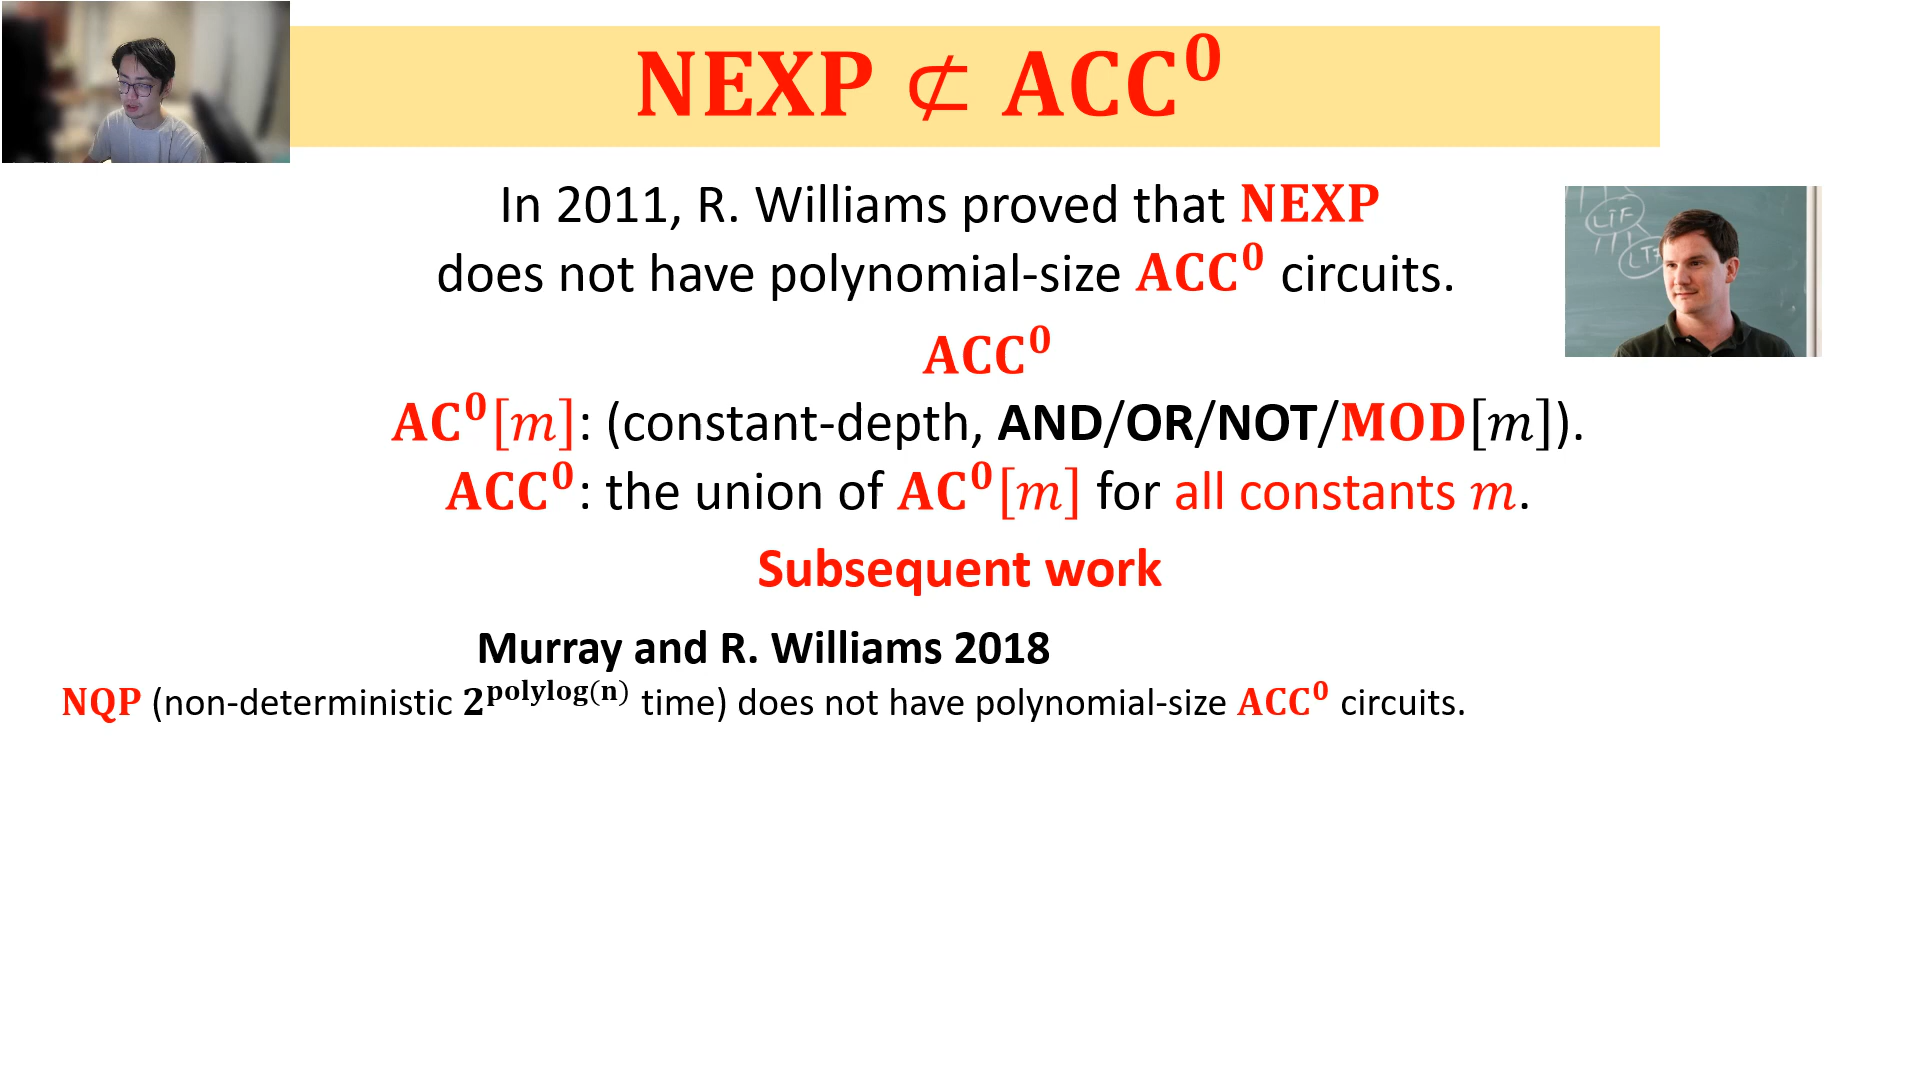 NEXP ⊄ ACC⁰
In 2011, R. Williams proved that NEXP
does not have polynomial-size ACC⁰ circuits.
LTF
LTF
ACC⁰
AC⁰[m]: (constant-depth, AND/OR/NOT/MOD[m]).
ACC⁰: the union of AC⁰[m] for all constants m.
Subsequent work
Murray and R. Williams 2018
NQP (non-deterministic 2^polylog(n) time) does not have polynomial-size ACC⁰ circuits.